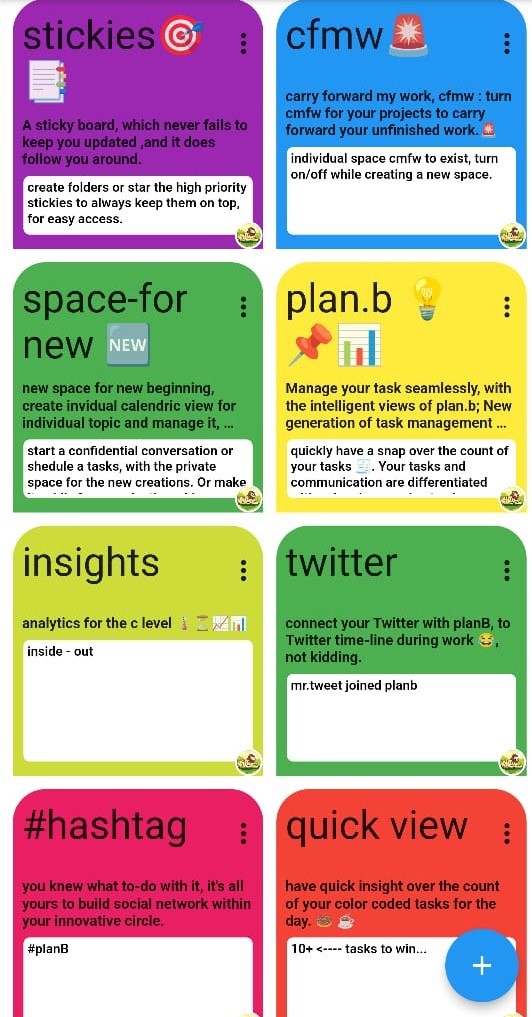 stickies🎯
📑
A sticky board, which never fails to
keep you updated ,and it does
follow you around.
create folders or star the high priority
stickies to always keep them on top,
for easy access.
cfmw🚨
carry forward my work, cfmw : turn
cmfw for your projects to carry
forward your unfinished work.🚨
individual space cmfw to exist, turn
on/off while creating a new space.
space-for
new 🆕
new space for new beginning,
create invidual calendric view for
individual topic and manage it, ...
start a confidential conversation or
shedule a tasks, with the private
space for the new creations. Or make
plan.b 💡
📌📊
Manage your task seamlessly, with
the intelligent views of plan.b; New
generation of task management ...
quickly have a snap over the count of
your tasks 🧾. Your tasks and
communication are differentiated
insights
analytics for the c level 🌡️ ⏳📈📊
inside - out
twitter
connect your Twitter with planB, to
Twitter time-line during work 😂,
not kidding.
mr.tweet joined planb
#hashtag
you knew what to-do with it, it's all
yours to build social network within
your innovative circle.
#planB
quick view
have quick insight over the count
of your color coded tasks for the
day. 🍩 ☕
10+ <---- tasks to win...
+